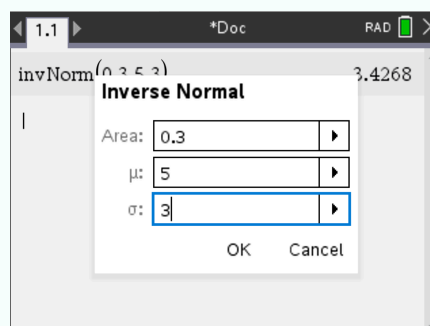 1.1 *Doc RAD
invNorm(0.3,5,3) 3.4268
Inverse Normal
Area: 0.3
μ: 5
σ: 3
OK Cancel